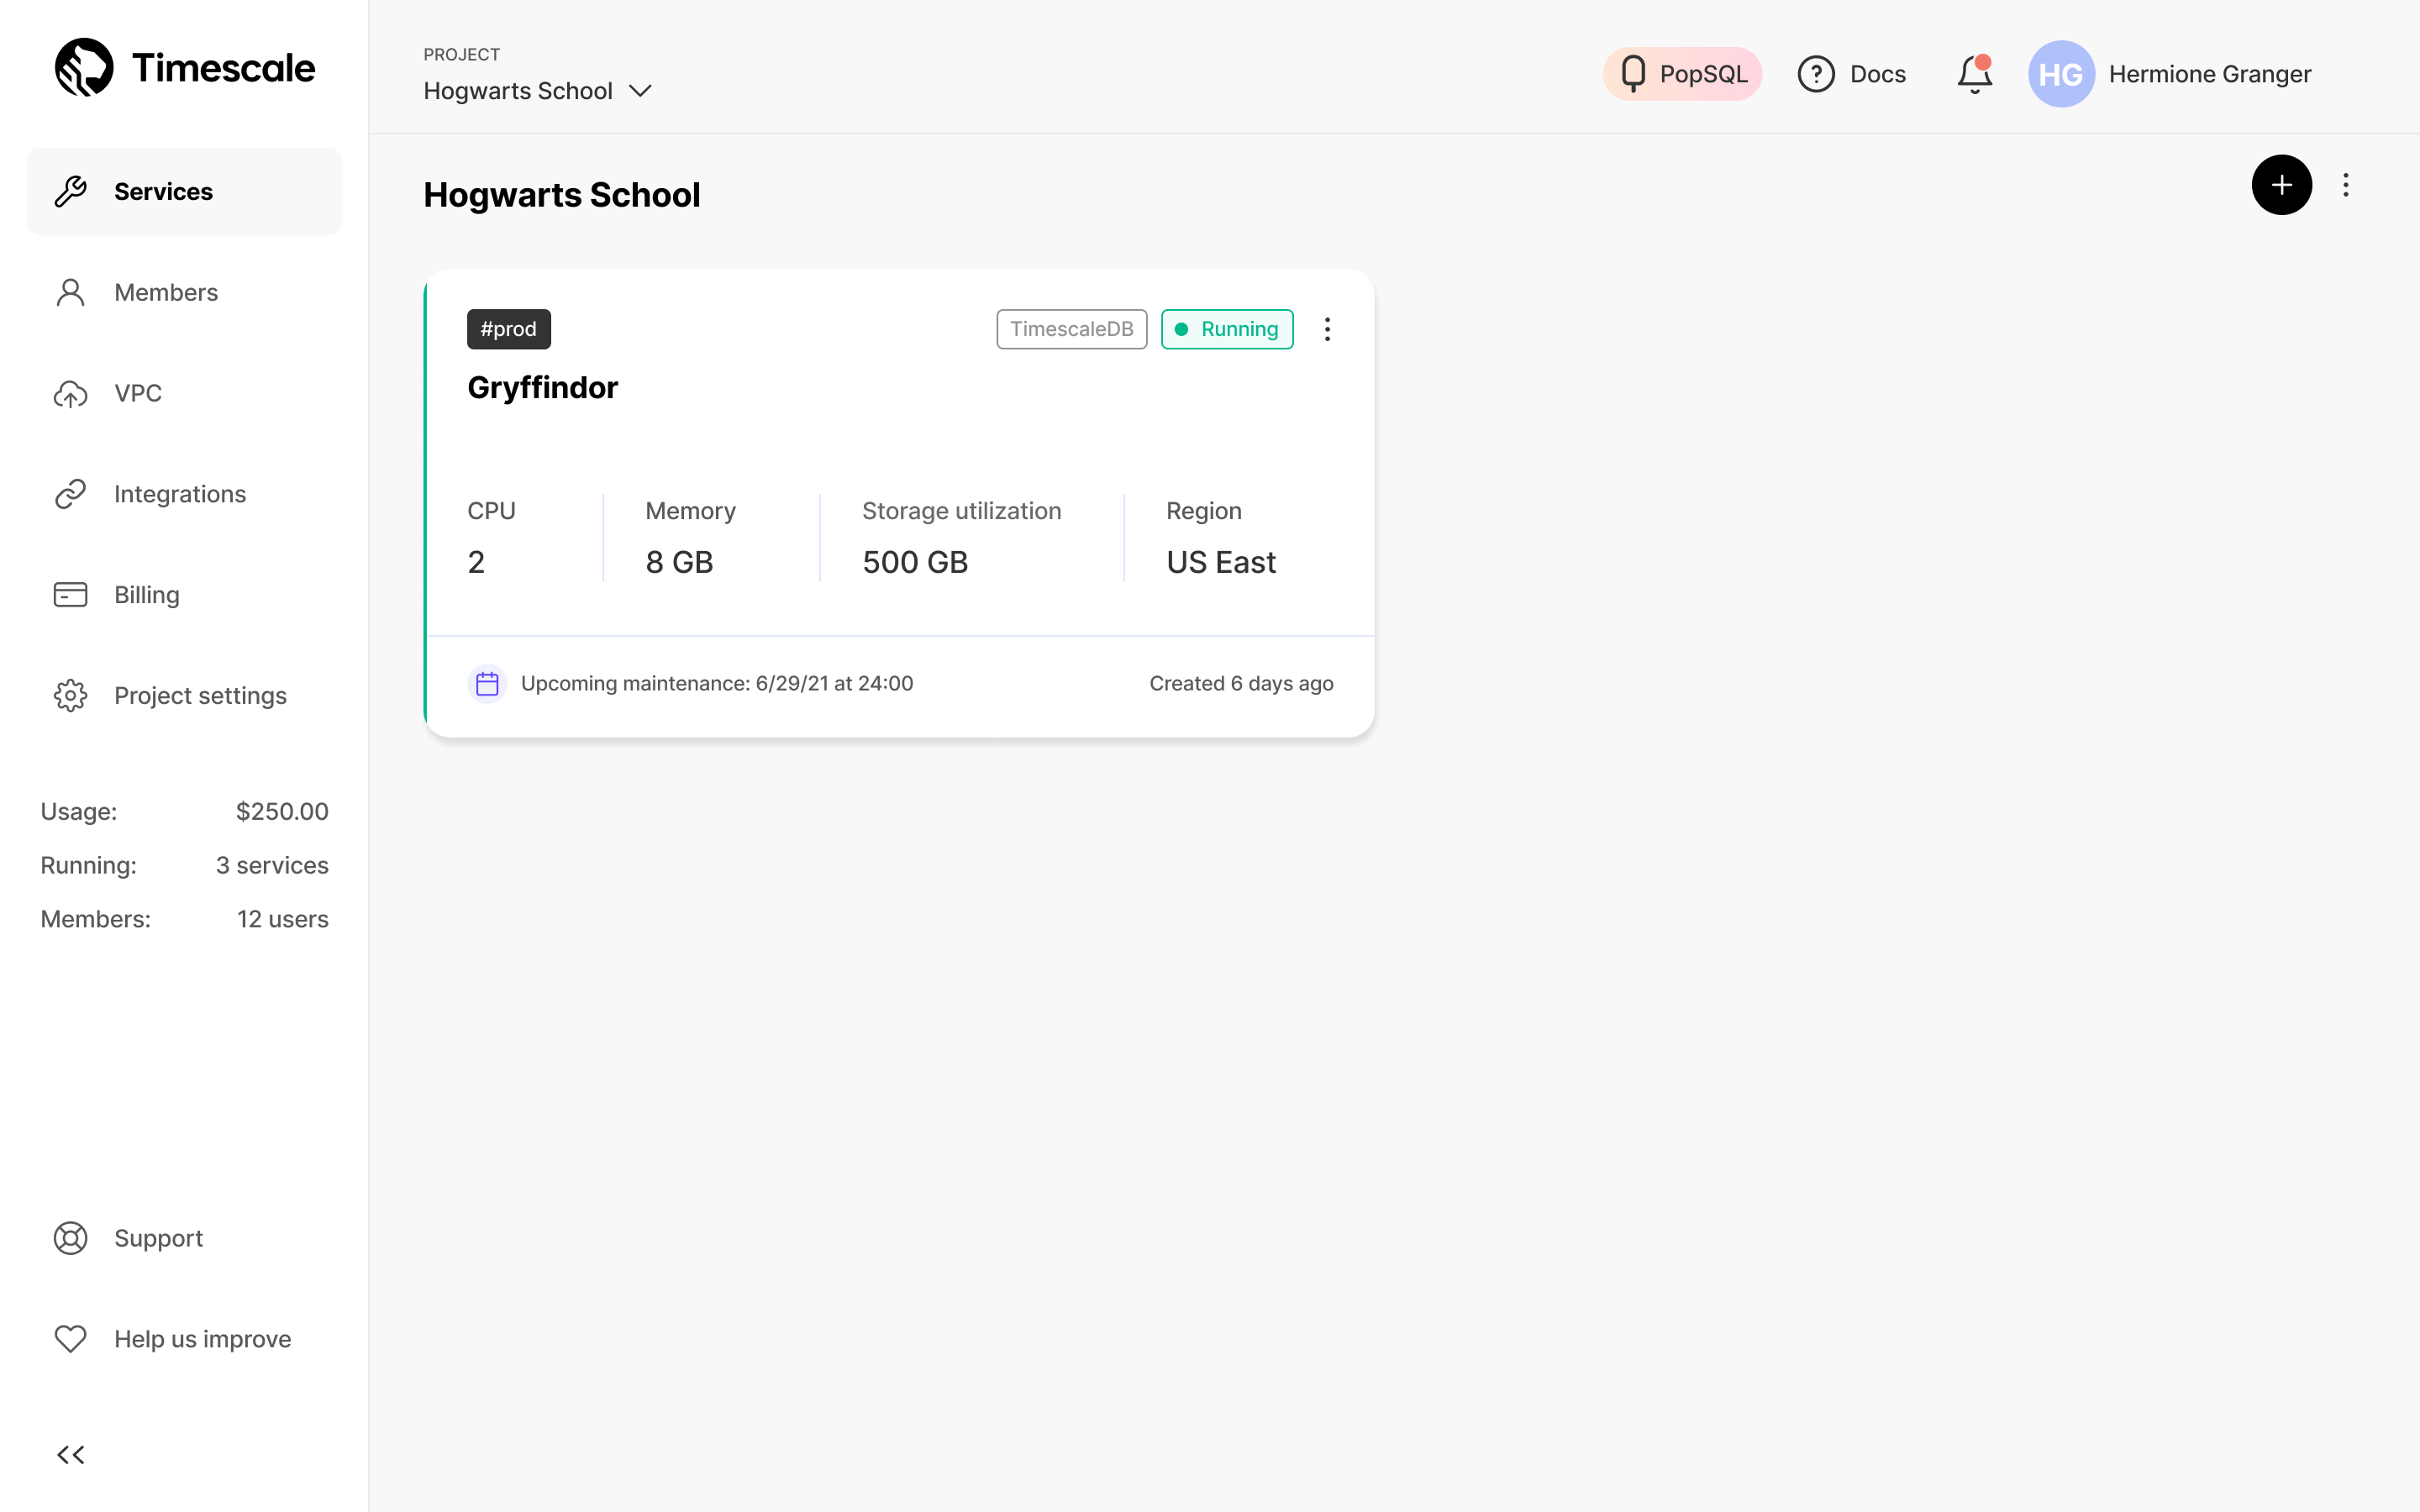 Timescale
Services
Members
VPC
Integrations
Billing
Project settings
Usage: $250.00
Running: 3 services
Members: 12 users
Support
Help us improve
PROJECT
Hogwarts School
PopSQL
Docs
HG Hermione Granger
Hogwarts School
#prod TimescaleDB Running
Gryffindor
CPU Memory Storage utilization Region
2 8 GB 500 GB US East
Upcoming maintenance: 6/29/21 at 24:00 Created 6 days ago